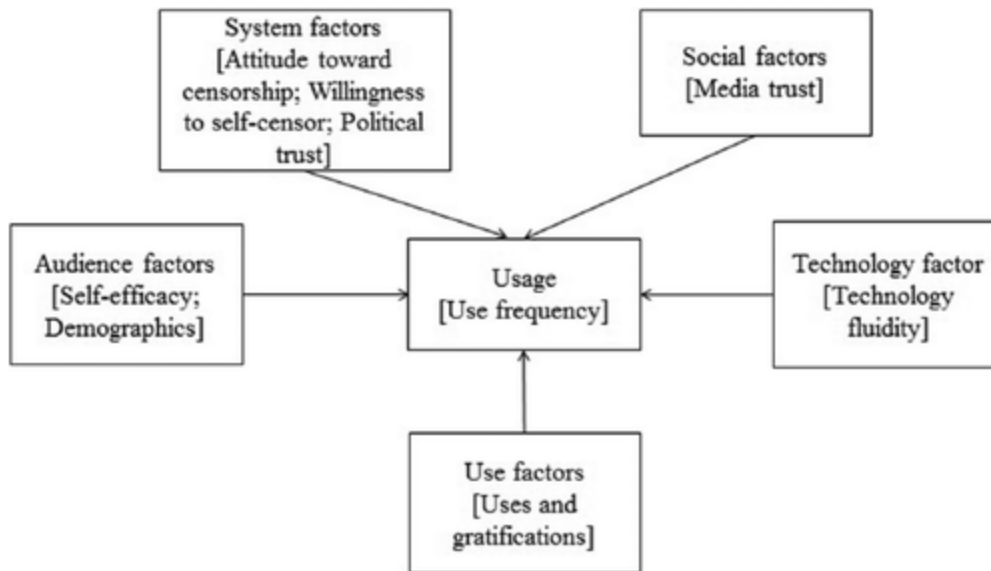 System factors
[Attitude toward
censorship; Willingness
to self-censor; Political
trust]
Social factors
[Media trust]
Audience factors
[Self-efficacy;
Demographics]
Usage
[Use frequency]
Technology factor
[Technology
fluidity]
Use factors
[Uses and
gratifications]